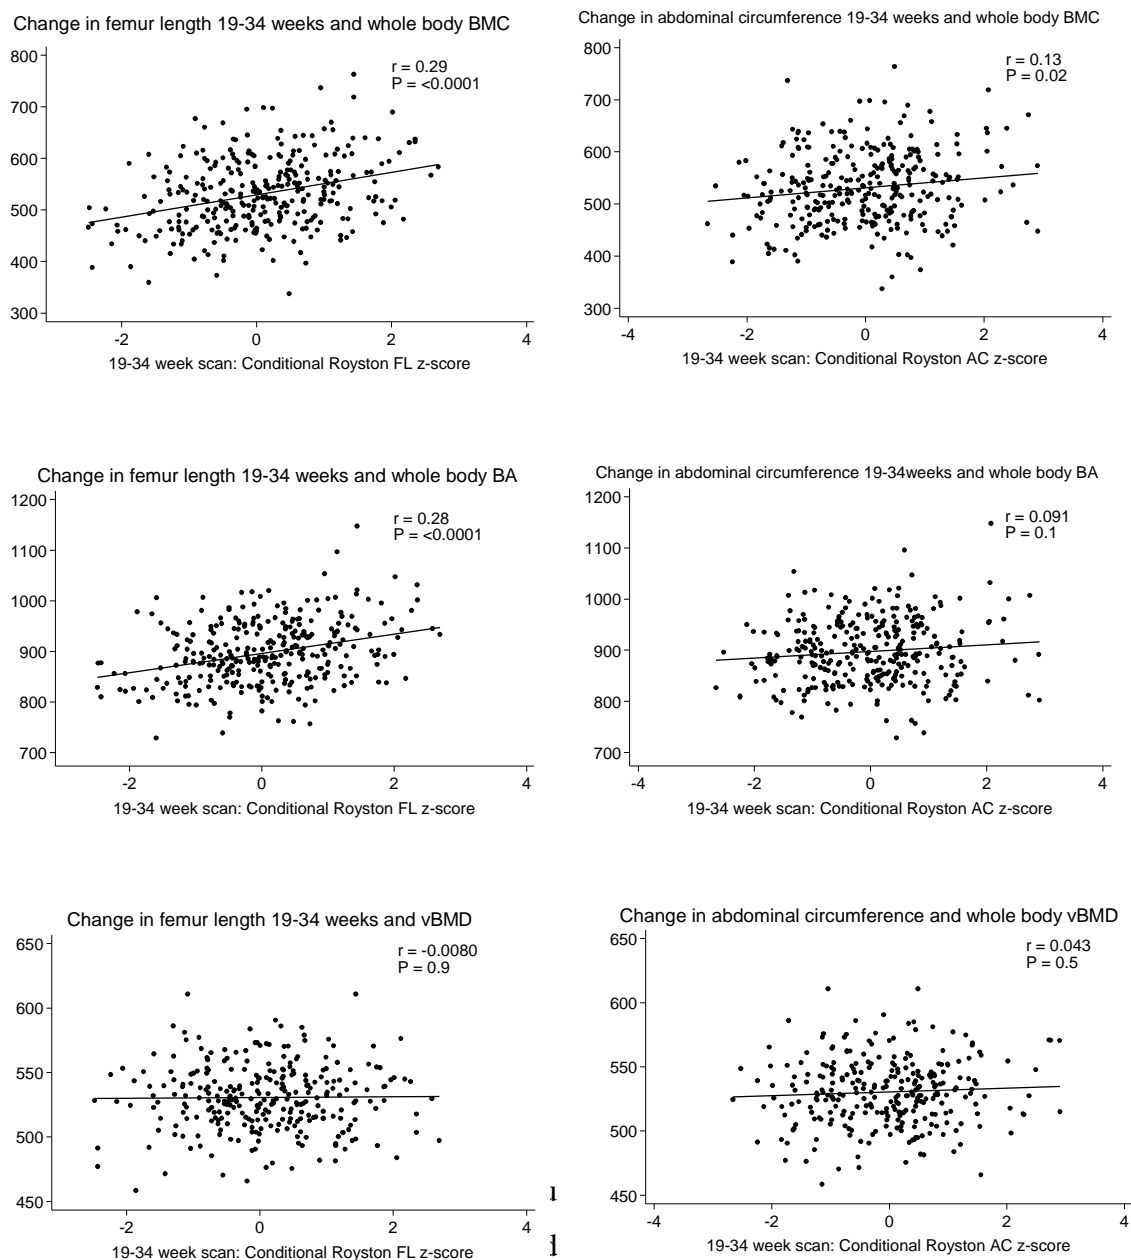 Change in femur length 19-34 weeks and whole body BMC
r = 0.29
P = <0.0001
800
700
600
500
400
300
-2
0
2
4
19-34 week scan: Conditional Royston FL z-score
Change in abdominal circumference 19-34 weeks and whole body BMC
r = 0.13
P = 0.02
800
700
600
500
400
300
-4
-2
0
2
4
19-34 week scan: Conditional Royston AC z-score
Change in femur length 19-34 weeks and whole body BA
r = 0.28
P = <0.0001
1200
1100
1000
900
800
700
-2
0
2
4
19-34 week scan: Conditional Royston FL z-score
Change in abdominal circumference 19-34weeks and whole body BA
r = 0.091
P = 0.1
1200
1100
1000
900
800
700
-4
-2
0
2
4
19-34 week scan: Conditional Royston AC z-score
Change in femur length 19-34 weeks and vBMD
r = -0.0080
P = 0.9
650
600
550
500
450
-2
0
2
4
19-34 week scan: Conditional Royston FL z-score
Change in abdominal circumference and whole body vBMD
r = 0.043
P = 0.5
650
600
550
500
450
-4
-2
0
2
4
19-34 week scan: Conditional Royston AC z-score